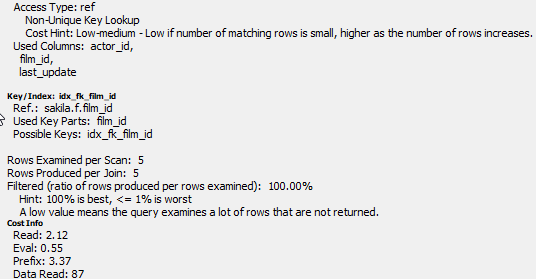 Access Type: ref
Non-Unique Key Lookup
Cost Hint: Low-medium - Low if number of matching rows is small, higher as the number of rows increases.
Used Columns: actor_id,
film_id,
last_update
Key/Index: idx_fk_film_id
Ref.: sakila.f.film_id
Used Key Parts: film_id
Possible Keys: idx_fk_film_id
Rows Examined per Scan: 5
Rows Produced per Join: 5
Filtered (ratio of rows produced per rows examined): 100.00%
Hint: 100% is best, <= 1% is worst
A low value means the query examines a lot of rows that are not returned.
Cost Info
Read: 2.12
Eval: 0.55
Prefix: 3.37
Data Read: 87